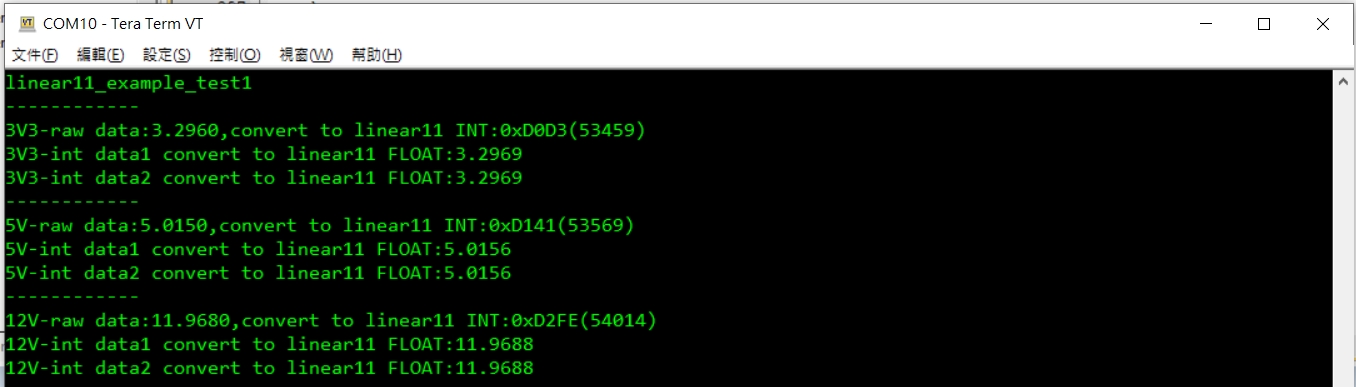 COM10 - Tera Term VT
文件(F) 編輯(E) 設定(S) 控制(O) 視窗(W) 幫助(H)
linear11_example_test1
------------
3V3-raw data:3.2960,convert to linear11 INT:0xD0D3(53459)
3V3-int data1 convert to linear11 FLOAT:3.2969
3V3-int data2 convert to linear11 FLOAT:3.2969
------------
5V-raw data:5.0150,convert to linear11 INT:0xD141(53569)
5V-int data1 convert to linear11 FLOAT:5.0156
5V-int data2 convert to linear11 FLOAT:5.0156
------------
12V-raw data:11.9680,convert to linear11 INT:0xD2FE(54014)
12V-int data1 convert to linear11 FLOAT:11.9688
12V-int data2 convert to linear11 FLOAT:11.9688